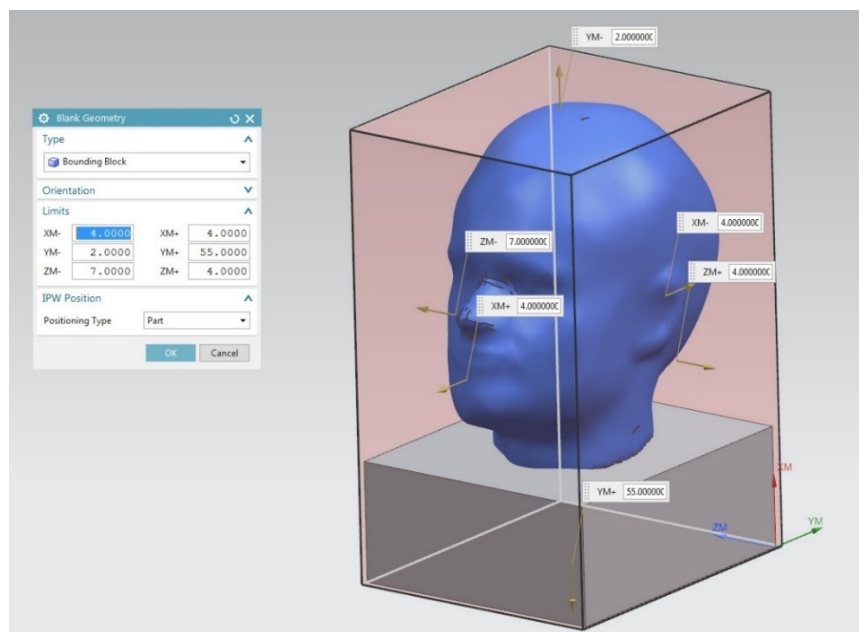 YM- 2.000000(
Blank Geometry
Type
Bounding Block
Orientation
Limits
XM- 4.0000 XM+ 4.0000
YM- 2.0000 YM+ 55.0000
ZM- 7.0000 ZM+ 4.0000
IPW Position
Positioning Type Part
OK Cancel
XM- 4.000000(
ZM- 7.000000(
ZM+ 4.000000(
XM+ 4.000000(
YM+ 55.00000(
XM
ZM
YM